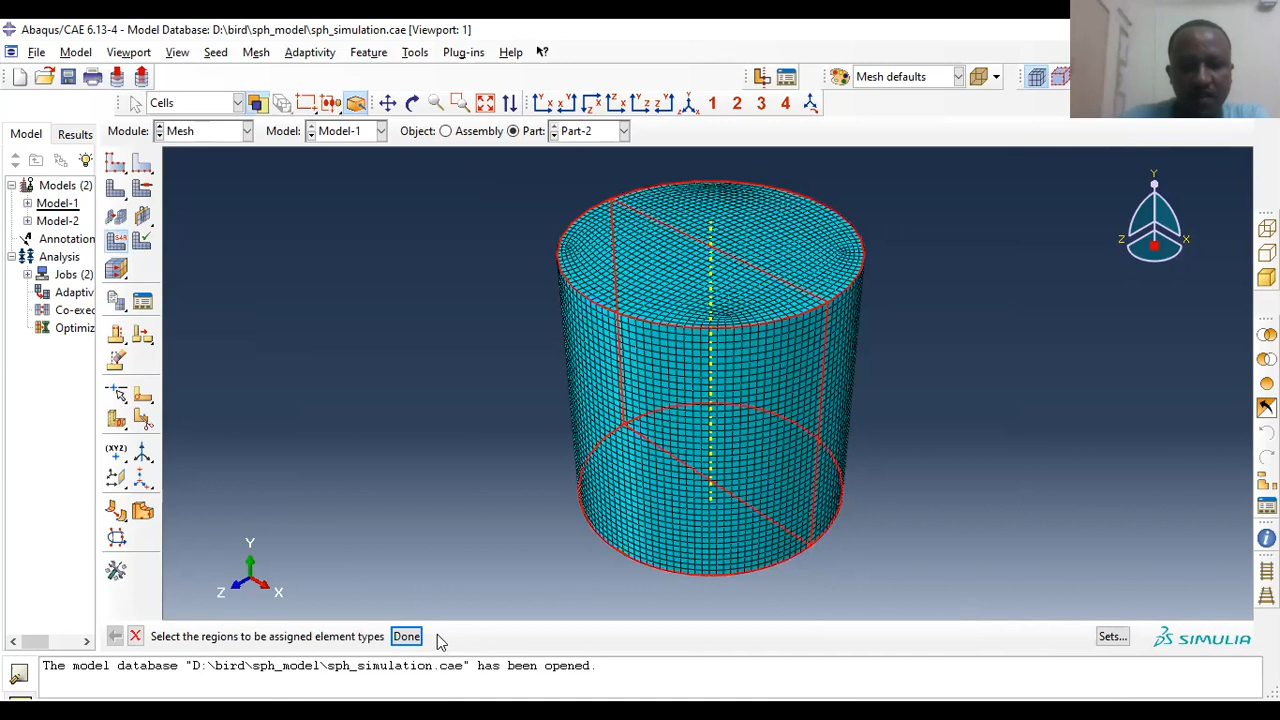 Abaqus/CAE 6.13-4 - Model Database: D:\bird\sph_model\sph_simulation.cae [Viewport: 1]
File Model Viewport View Seed Mesh Adaptivity Feature Tools Plug-ins Help
Mesh defaults
Cells 1 2 3 4
Model Results Module: Mesh Model: Model-1 Object: Assembly Part: Part-2
Models (2)
Model-1
Model-2
Annotation
Analysis
Jobs (2)
Adaptiv
Co-exec
Optimiz
(XYZ)
Y
Z X
Y
Z X
Select the regions to be assigned element types Done Sets... SIMULIA
The model database "D:\bird\sph_model\sph_simulation.cae" has been opened.